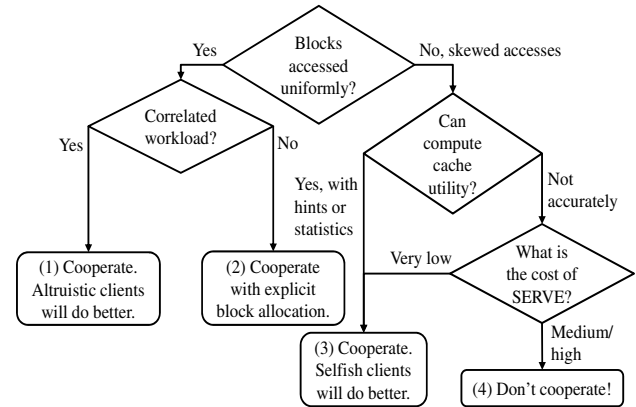 Blocks
accessed
uniformly?
Yes
No, skewed accesses
Correlated
workload?
Yes
No
Can
compute
cache
utility?
Yes, with
hints or
statistics
Not
accurately
What is
the cost of
SERVE?
Very low
Medium/
high
(1) Cooperate.
Altruistic clients
will do better.
(2) Cooperate
with explicit
block allocation.
(3) Cooperate.
Selfish clients
will do better.
(4) Don't cooperate!